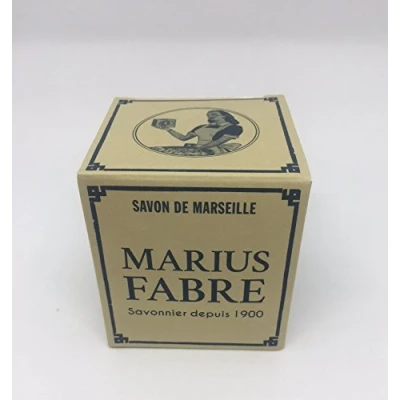 SAVON DE MARSEILLE
MARIUS
FABRE
Savonnier depuis 1900